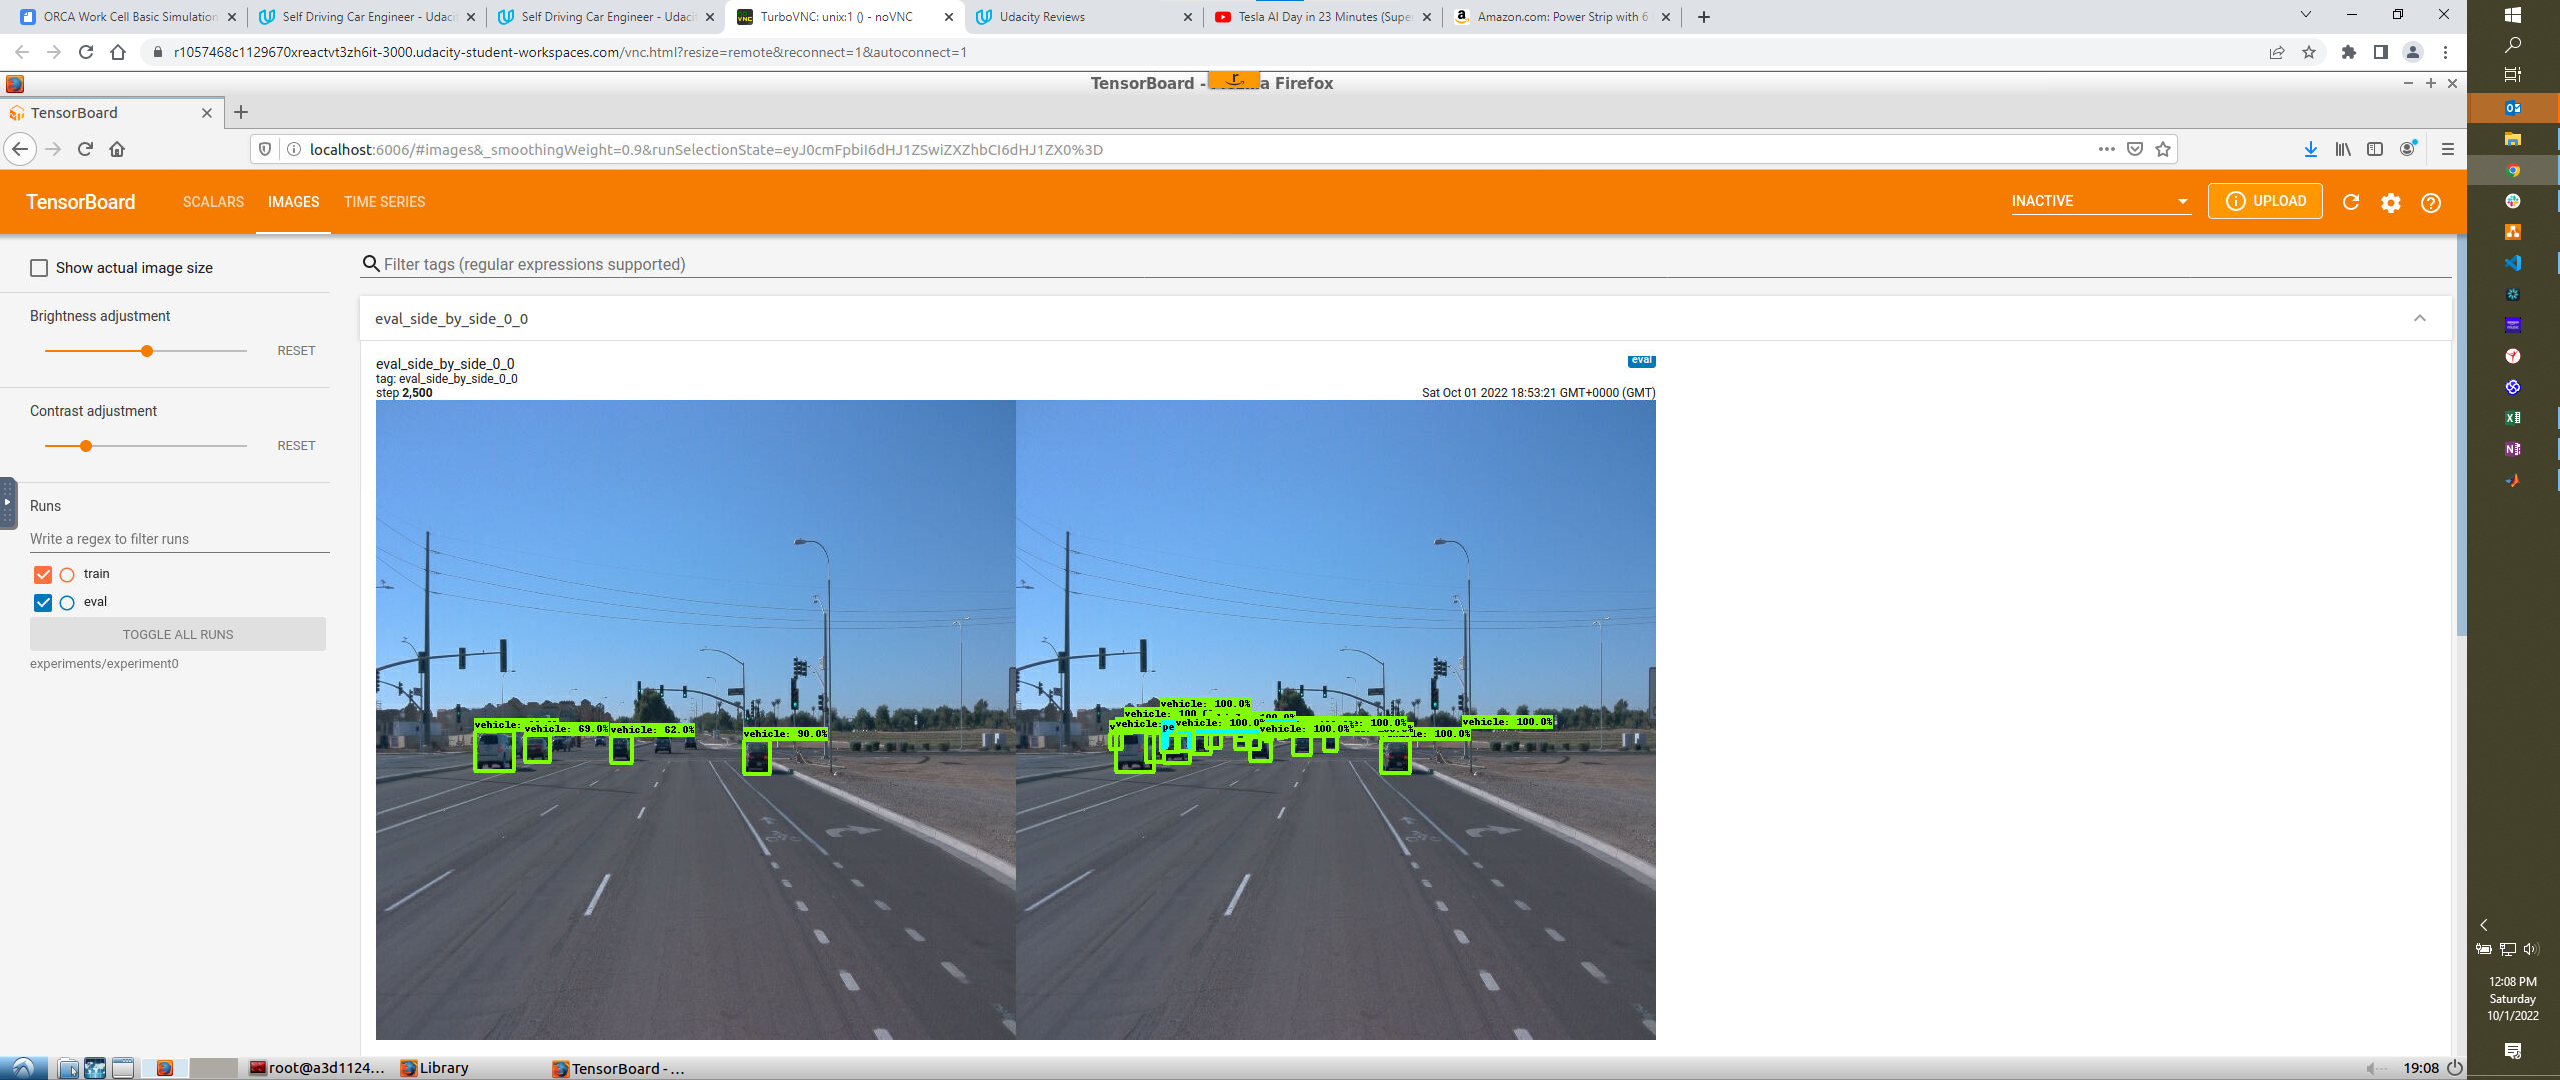 ORCA Work Cell Basic Simulation
Self Driving Car Engineer - Udaci
Self Driving Car Engineer - Udaci
TurboVNC: unix:1 () - noVNC
Udacity Reviews
Tesla AI Day in 23 Minutes (Supe
Amazon.com: Power Strip with 6
r1057468c1129670xreactvt3zh6it-3000.udacity-student-workspaces.com/vnc.html?resize=remote&reconnect=1&autoconnect=1
TensorBoard - Firefox
TensorBoard
localhost:6006/#images&_smoothingWeight=0.9&runSelectionState=eyJ0cmFpbiI6dHJ1ZSwiZXZhbCI6dHJ1ZX0%3D
TensorBoard
SCALARS
IMAGES
TIME SERIES
INACTIVE
UPLOAD
Show actual image size
Filter tags (regular expressions supported)
Brightness adjustment
RESET
Contrast adjustment
RESET
Runs
Write a regex to filter runs
train
eval
TOGGLE ALL RUNS
experiments/experiment0
eval_side_by_side_0_0
eval_side_by_side_0_0
eval
tag: eval_side_by_side_0_0
step 2,500
Sat Oct 01 2022 18:53:21 GMT+0000 (GMT)
vehicle:
vehicle: 69.0%
vehicle: 62.0%
vehicle: 90.0%
vehicle: 100.0%
vehicle:
vehicle:
vehicle: 100.0%
vehicle: 100.0%
vehicle: 100.0%
100.0%
100.0%
12:08 PM
Saturday
10/1/2022
root@a3d1124...
Library
TensorBoard - ...
19:08